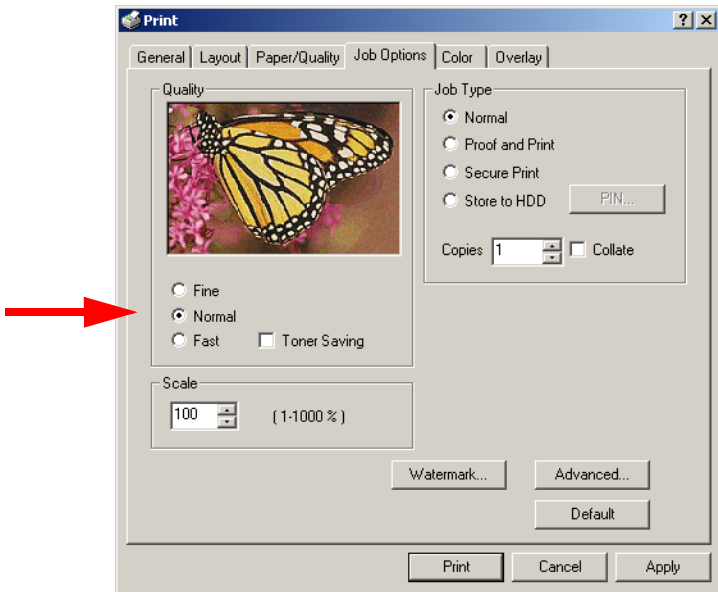 Print
General Layout Paper/Quality Job Options Color Overlay
Quality
Fine
Normal
Fast Toner Saving
Scale
100 (1-1000 %)
Job Type
Normal
Proof and Print
Secure Print
Store to HDD PIN...
Copies 1 Collate
Watermark... Advanced...
Default
Print Cancel Apply